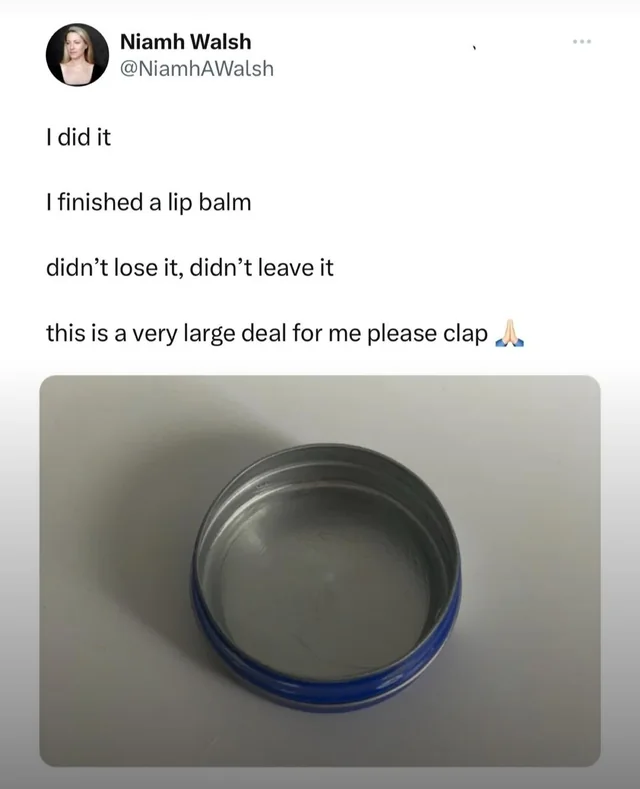 Niamh Walsh
@NiamhAWalsh
I did it
I finished a lip balm
didn’t lose it, didn’t leave it
this is a very large deal for me please clap 🙏🏻